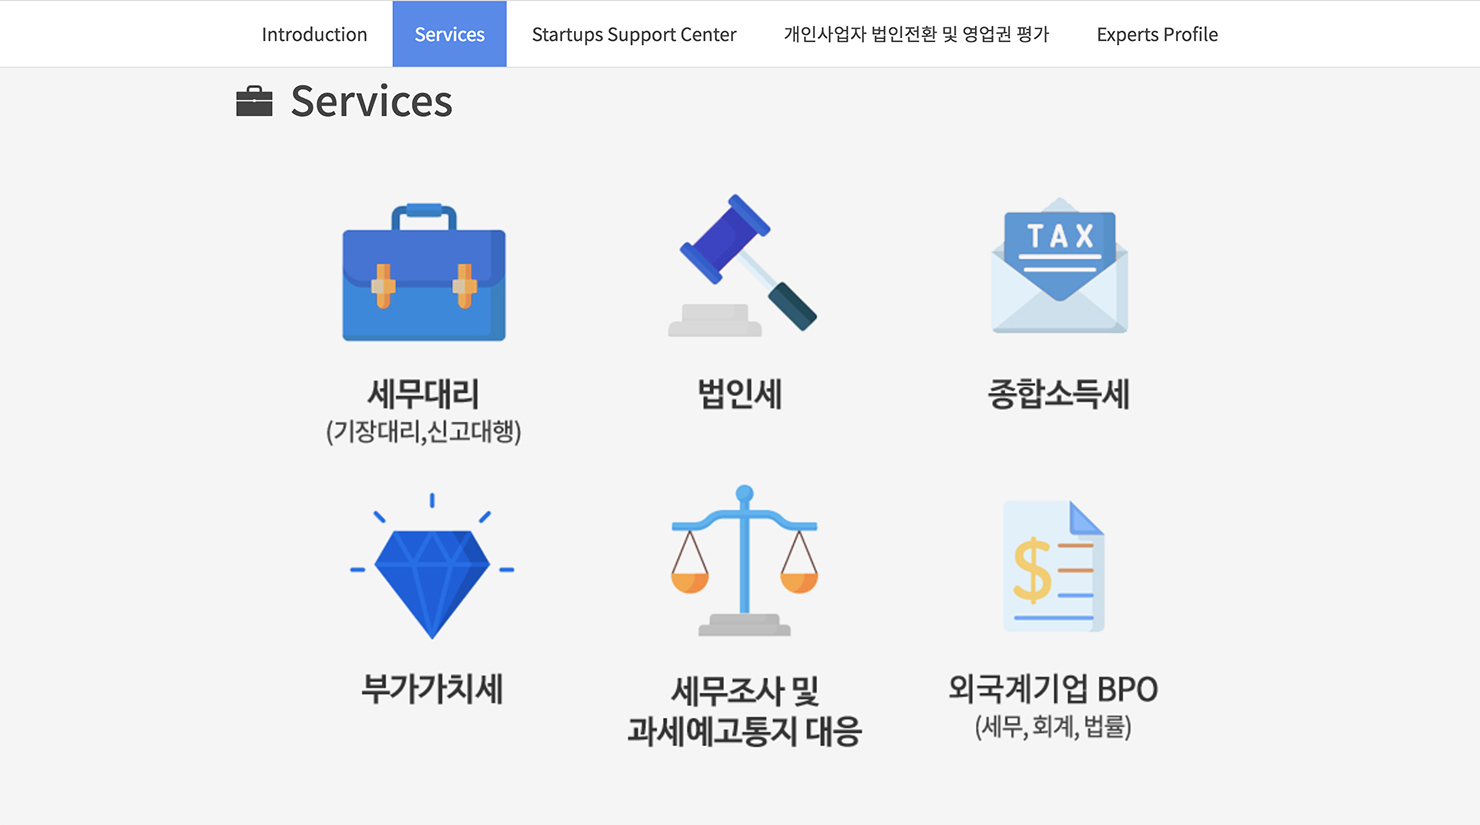 Introduction
Services
Startups Support Center
개인사업자 법인전환 및 영업권 평가
Experts Profile
Services
TAX
세무대리
(기장대리,신고대행)
법인세
종합소득세
부가가치세
세무조사 및
과세예고통지 대응
$
외국계기업 BPO
(세무, 회계, 법률)